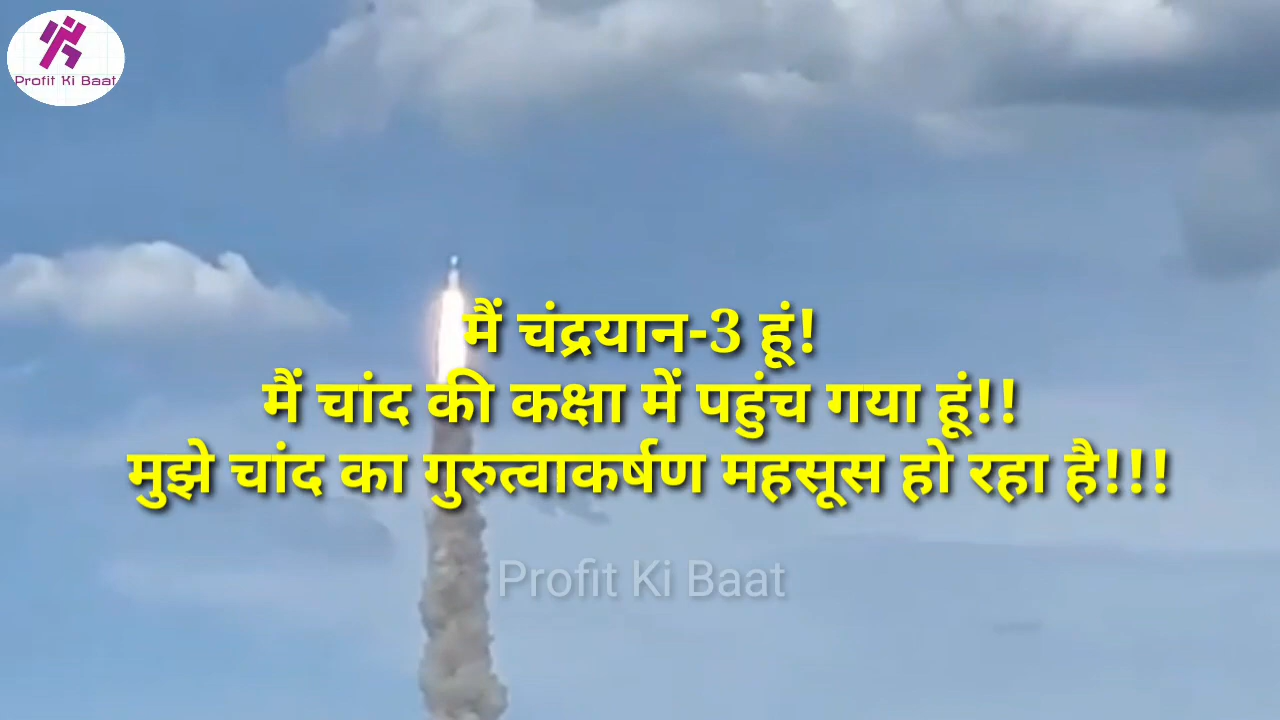 Profit Ki Baat
मैं चंद्रयान-3 हूं!
मैं चांद की कक्षा में पहुंच गया हूं!!
मुझे चांद का गुरुत्वाकर्षण महसूस हो रहा है!!!
Profit Ki Baat